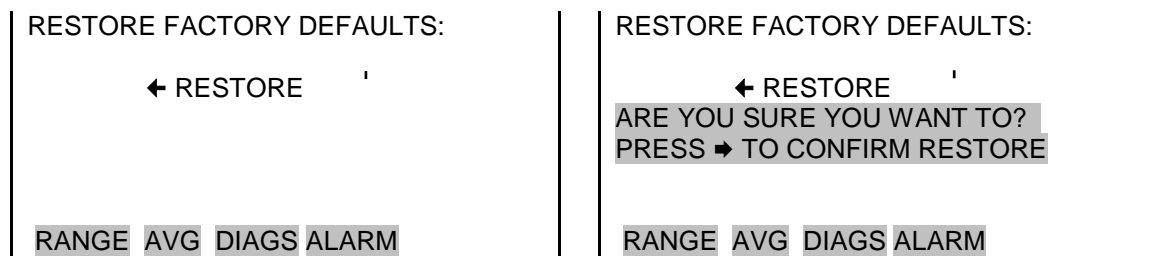 RESTORE FACTORY DEFAULTS:
← RESTORE '
RANGE AVG DIAGS ALARM
RESTORE FACTORY DEFAULTS:
← RESTORE '
ARE YOU SURE YOU WANT TO?
PRESS → TO CONFIRM RESTORE
RANGE AVG DIAGS ALARM